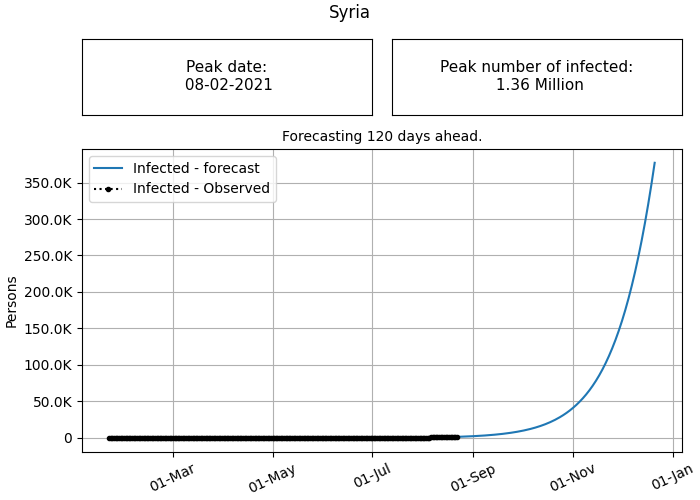 Syria
Peak date:
08-02-2021
Peak number of infected:
1.36 Million
Forecasting 120 days ahead.
Infected - forecast
Infected - Observed
350.0K
300.0K
250.0K
200.0K
150.0K
100.0K
50.0K
0
Persons
01-Mar
01-May
01-Jul
01-Sep
01-Nov
01-Jan